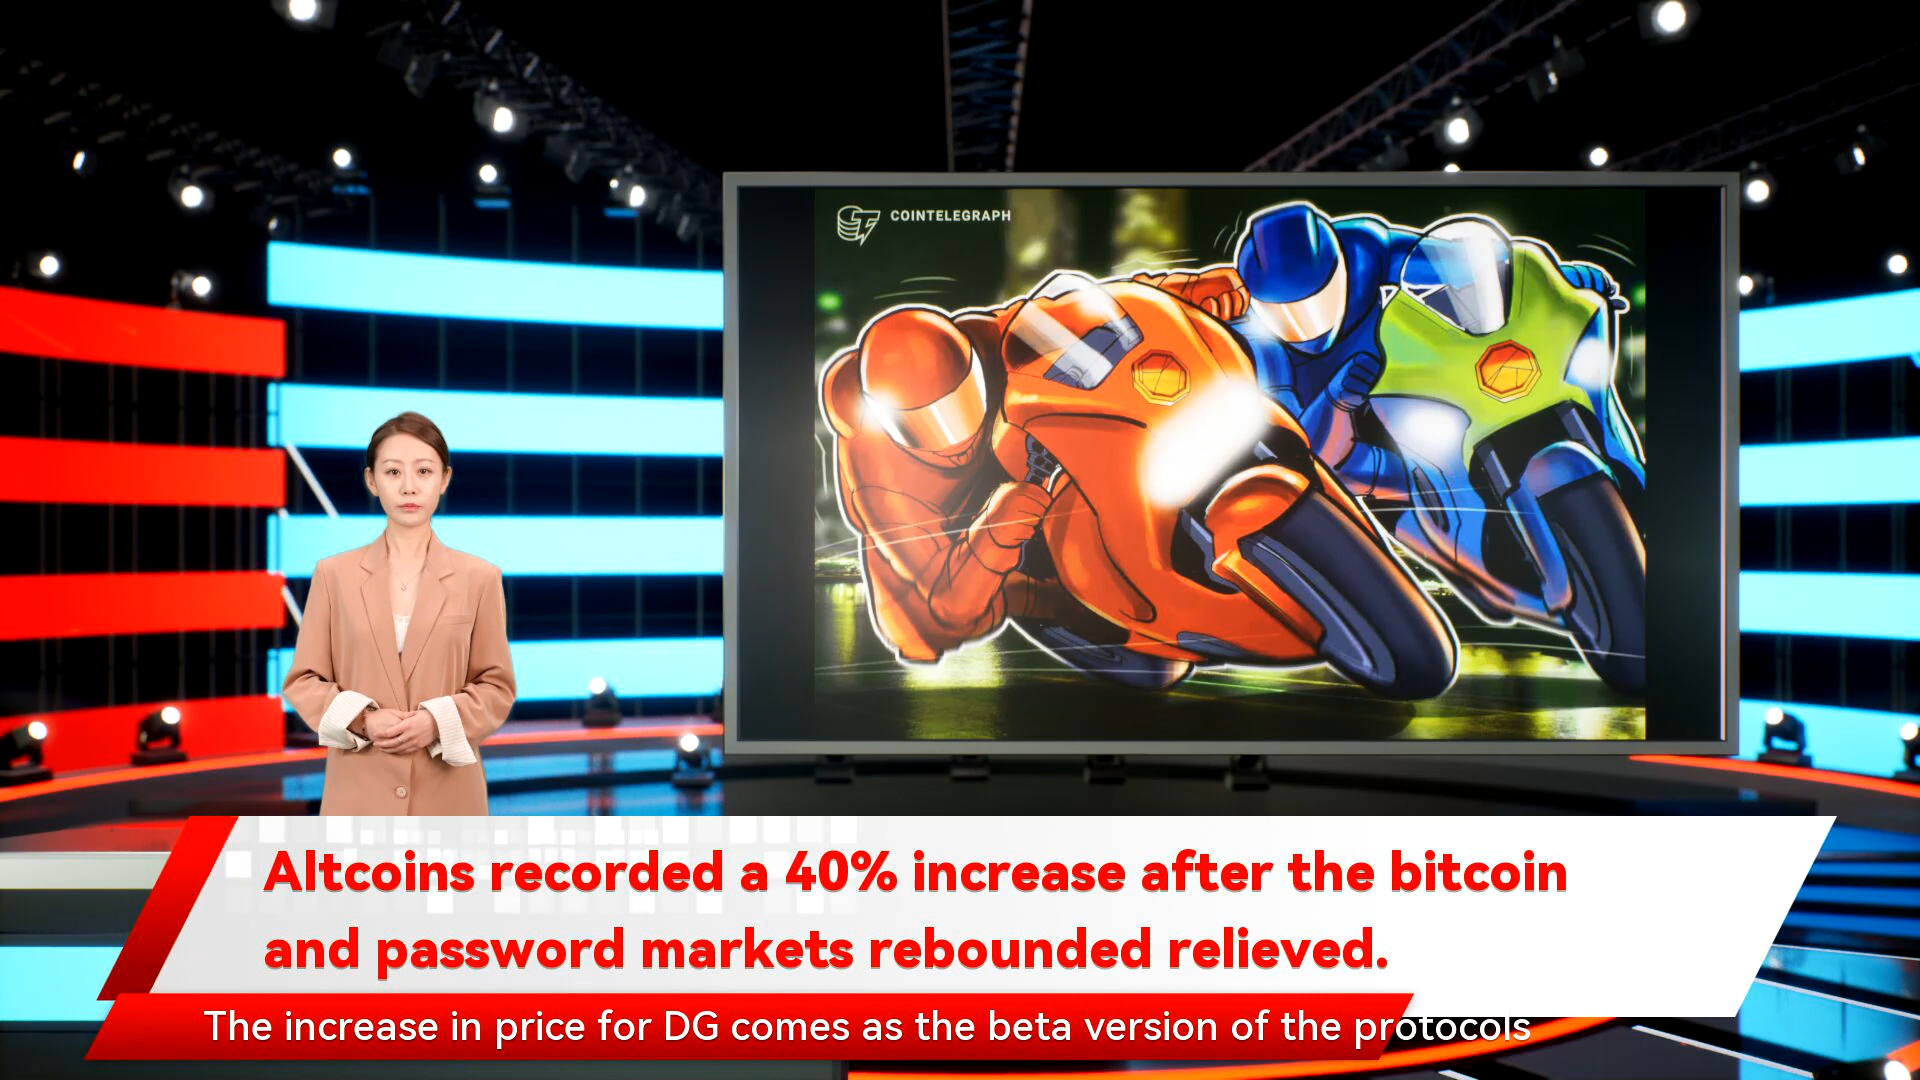 COINTELEGRAPH
Altcoins recorded a 40% increase after the bitcoin
and password markets rebounded relieved.
The increase in price for DG comes as the beta version of the protocols